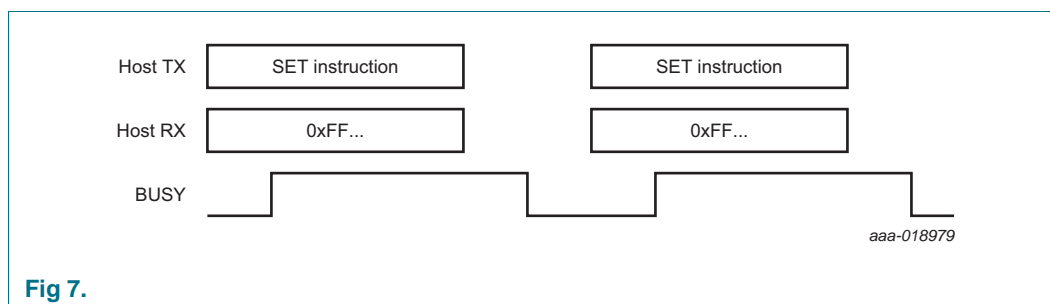 Host TX SET instruction SET instruction
Host RX 0xFF... 0xFF...
BUSY
aaa-018979
Fig 7.